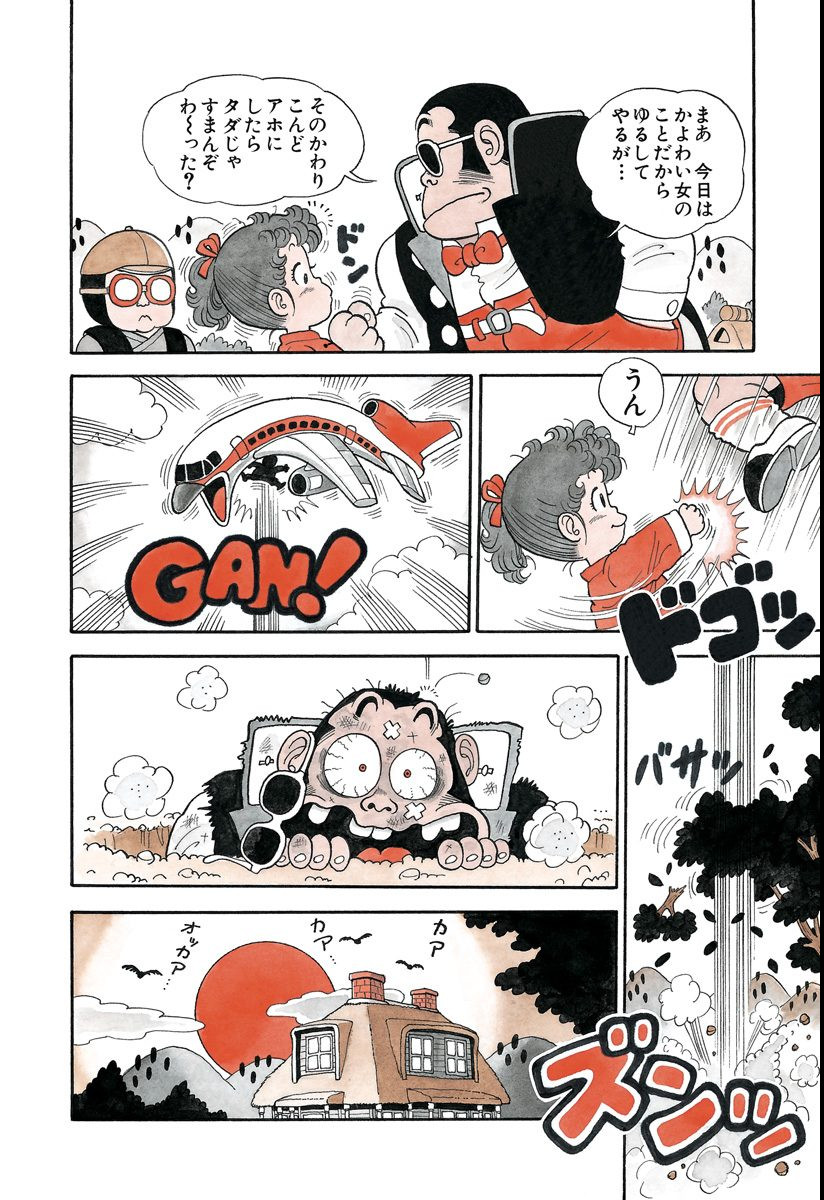 まあ　今日は
かよわい女の
ことだから
ゆるして
やるが…
そのかわり
こんど
アホに
したら
タダじゃ
すまんぞ
わ〜った？
ドン
うん
ドゴッ
GAN!
バサッ
ズンッ
カア
カア…
オッカア…